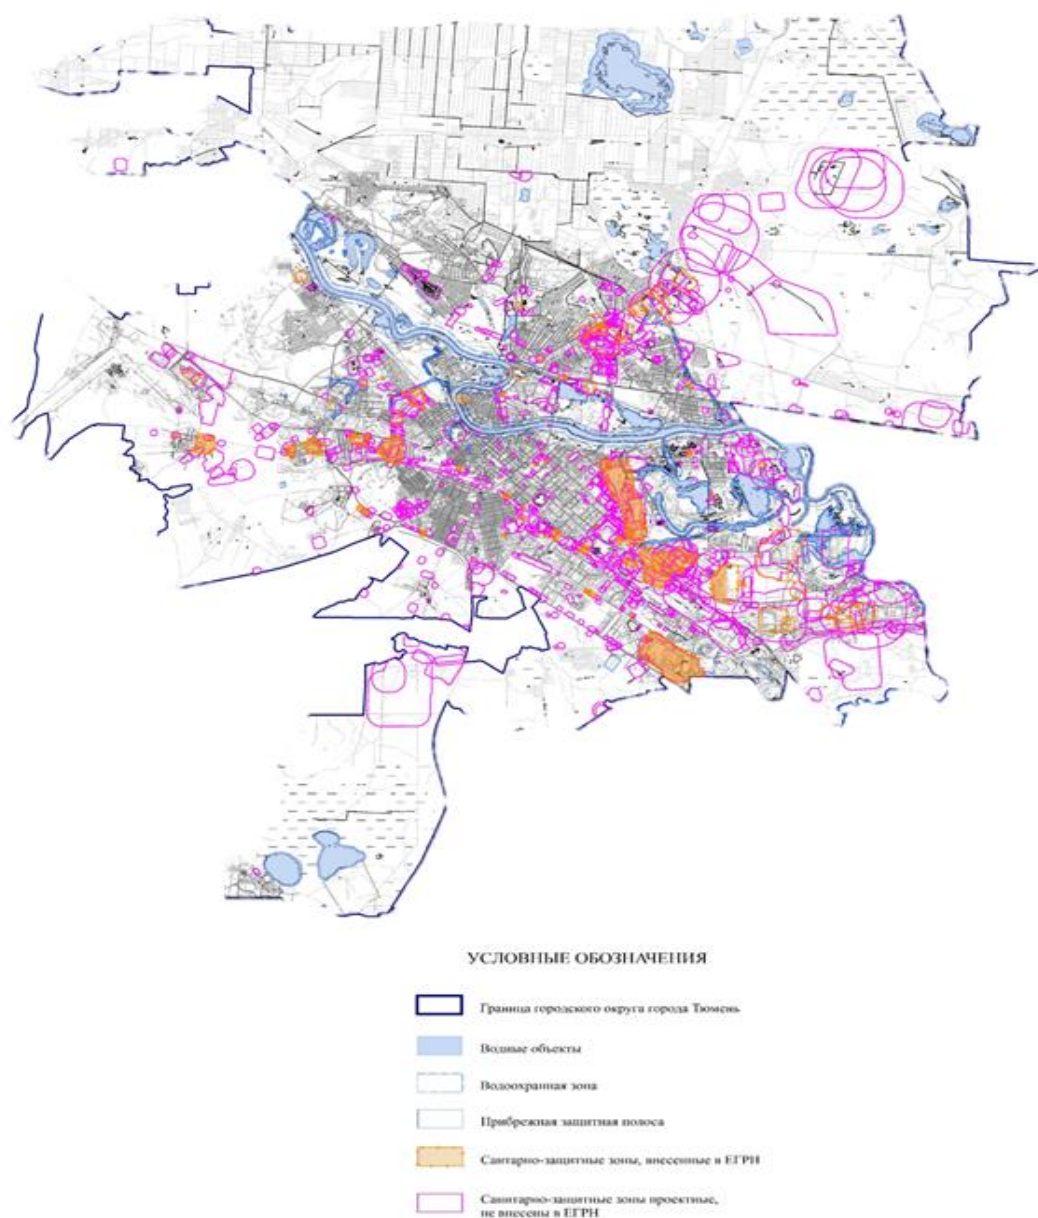 УСЛОВНЫЕ ОБОЗНАЧЕНИЯ
Граница городского округа города Тюмень
Водные объекты
Водоохранная зона
Прибрежная защитная полоса
Сантарно-защитные зоны, внесенные в ЕГРН
Санитарно-защитные зоны проектные,
не внесены в ЕГРН